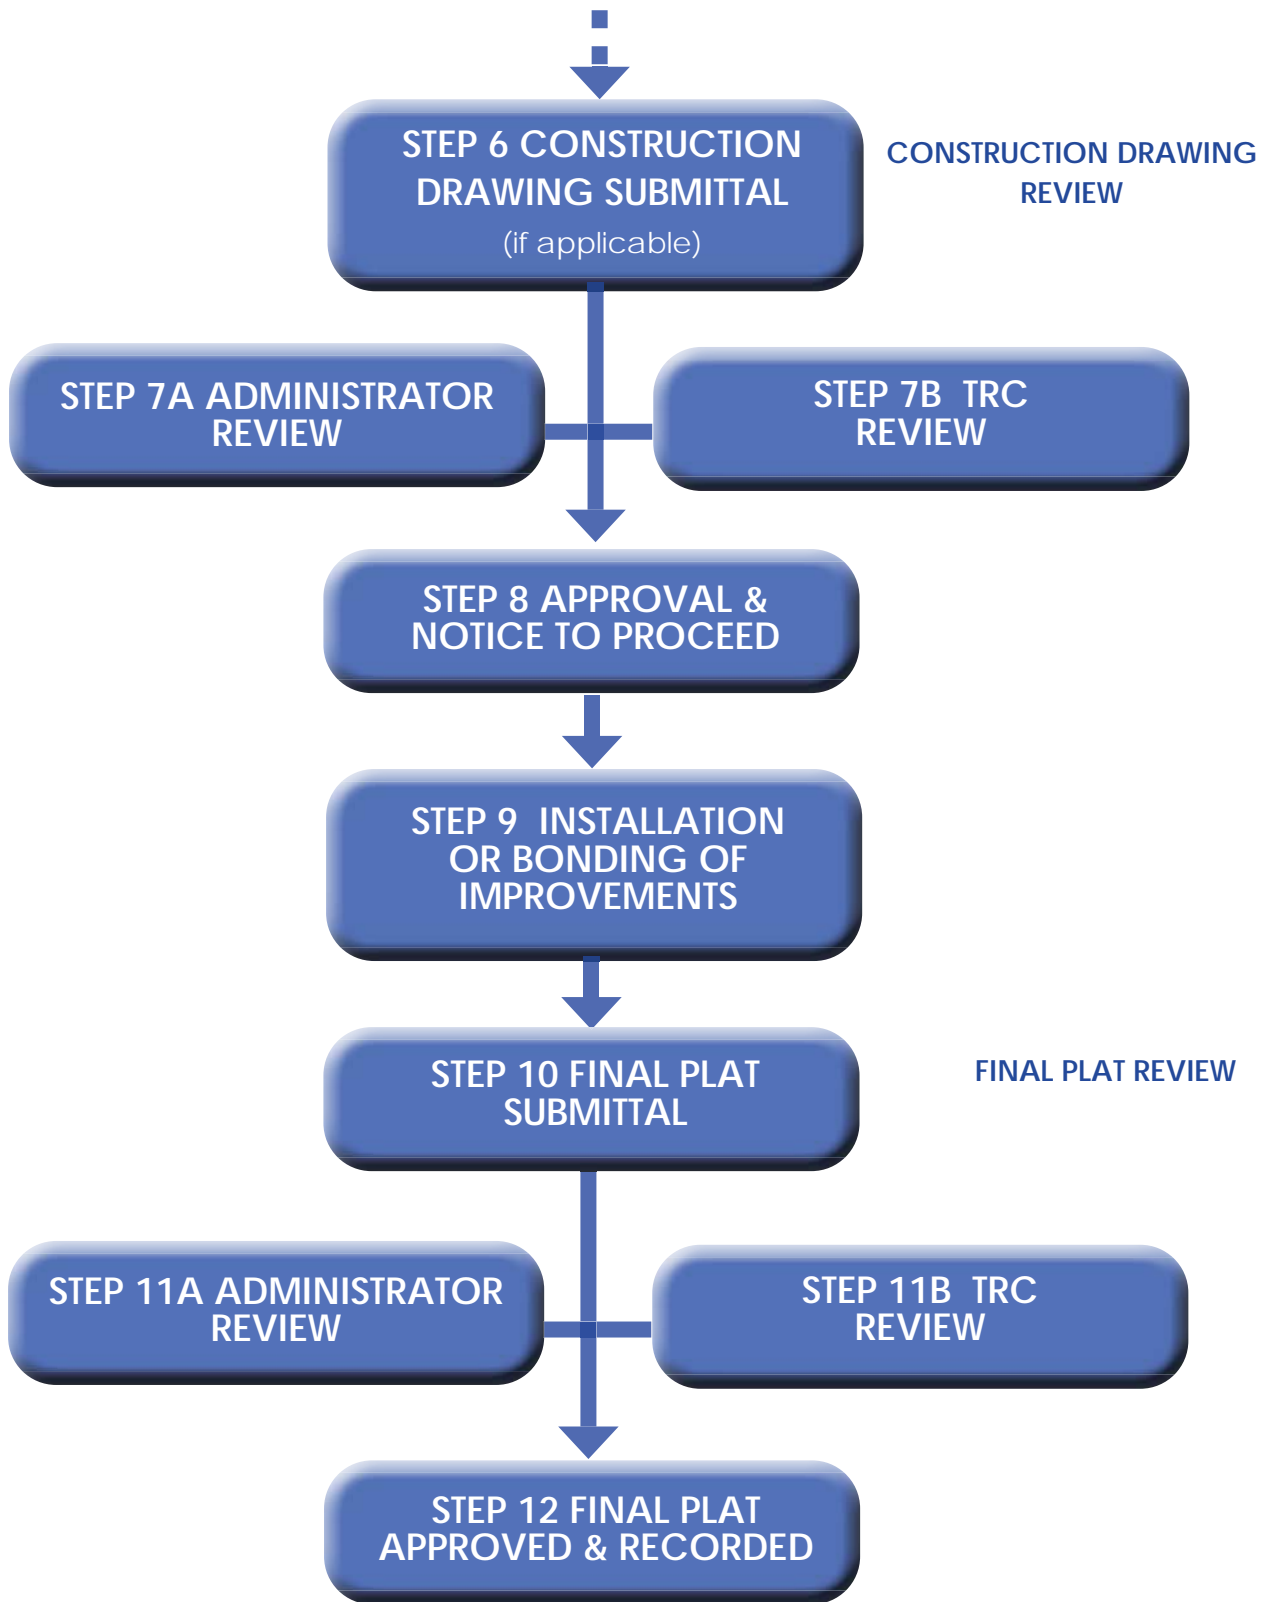 STEP 6 CONSTRUCTION
DRAWING SUBMITTAL
(if applicable)
CONSTRUCTION DRAWING
REVIEW
STEP 7A ADMINISTRATOR
REVIEW
STEP 7B TRC
REVIEW
STEP 8 APPROVAL &
NOTICE TO PROCEED
STEP 9 INSTALLATION
OR BONDING OF
IMPROVEMENTS
STEP 10 FINAL PLAT
SUBMITTAL
FINAL PLAT REVIEW
STEP 11A ADMINISTRATOR
REVIEW
STEP 11B TRC
REVIEW
STEP 12 FINAL PLAT
APPROVED & RECORDED